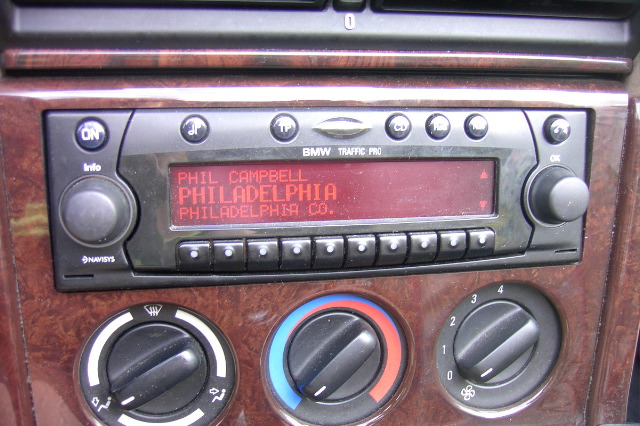 ON
TP
CD
Info
BMW TRAFFIC PRO
OK
PHIL CAMPBELL
PHILADELPHIA
PHILADELPHIA CO.
NAVISYS
0
1
2
3
4